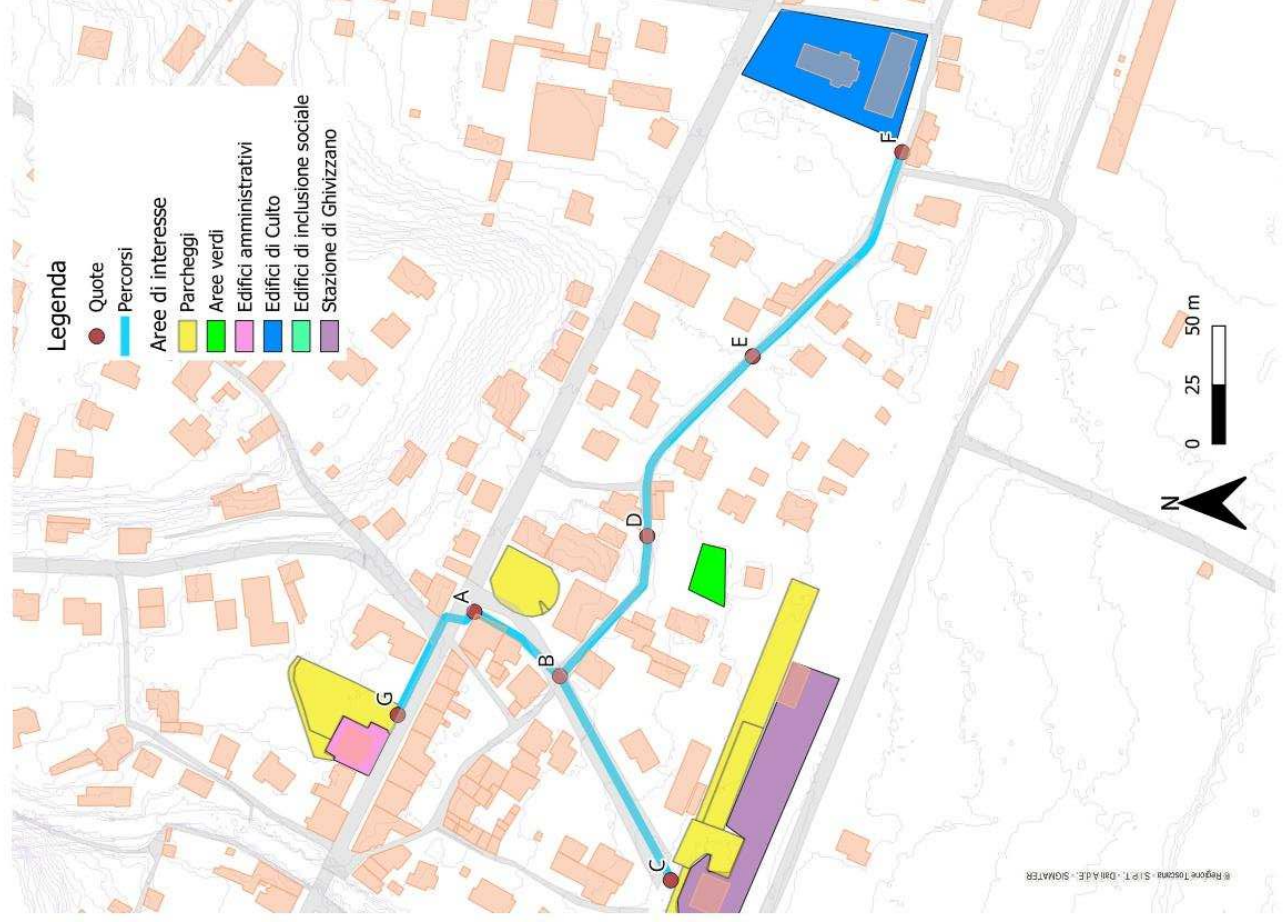 Legenda
Quote
Percorsi
Aree di interesse
Parcheggi
Aree verdi
Edifici amministrativi
Edifici di Culto
Edifici di inclusione sociale
Stazione di Ghivizzano
G
A
B
C
D
E
F
N
0 25 50 m
© Regione Toscana - S.I.P.T. - Dati A.d.E. - SIGMATER